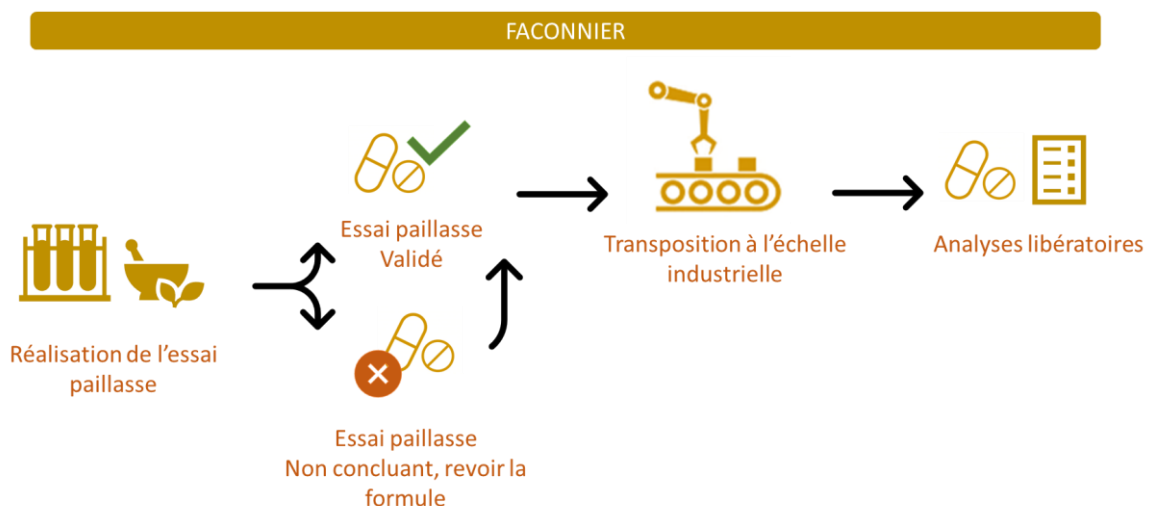 FACONNIER
Essai paillasse
Validé
Transposition à l’échelle
industrielle
Analyses libératoires
Réalisation de l’essai
paillasse
Essai paillasse
Non concluant, revoir la
formule